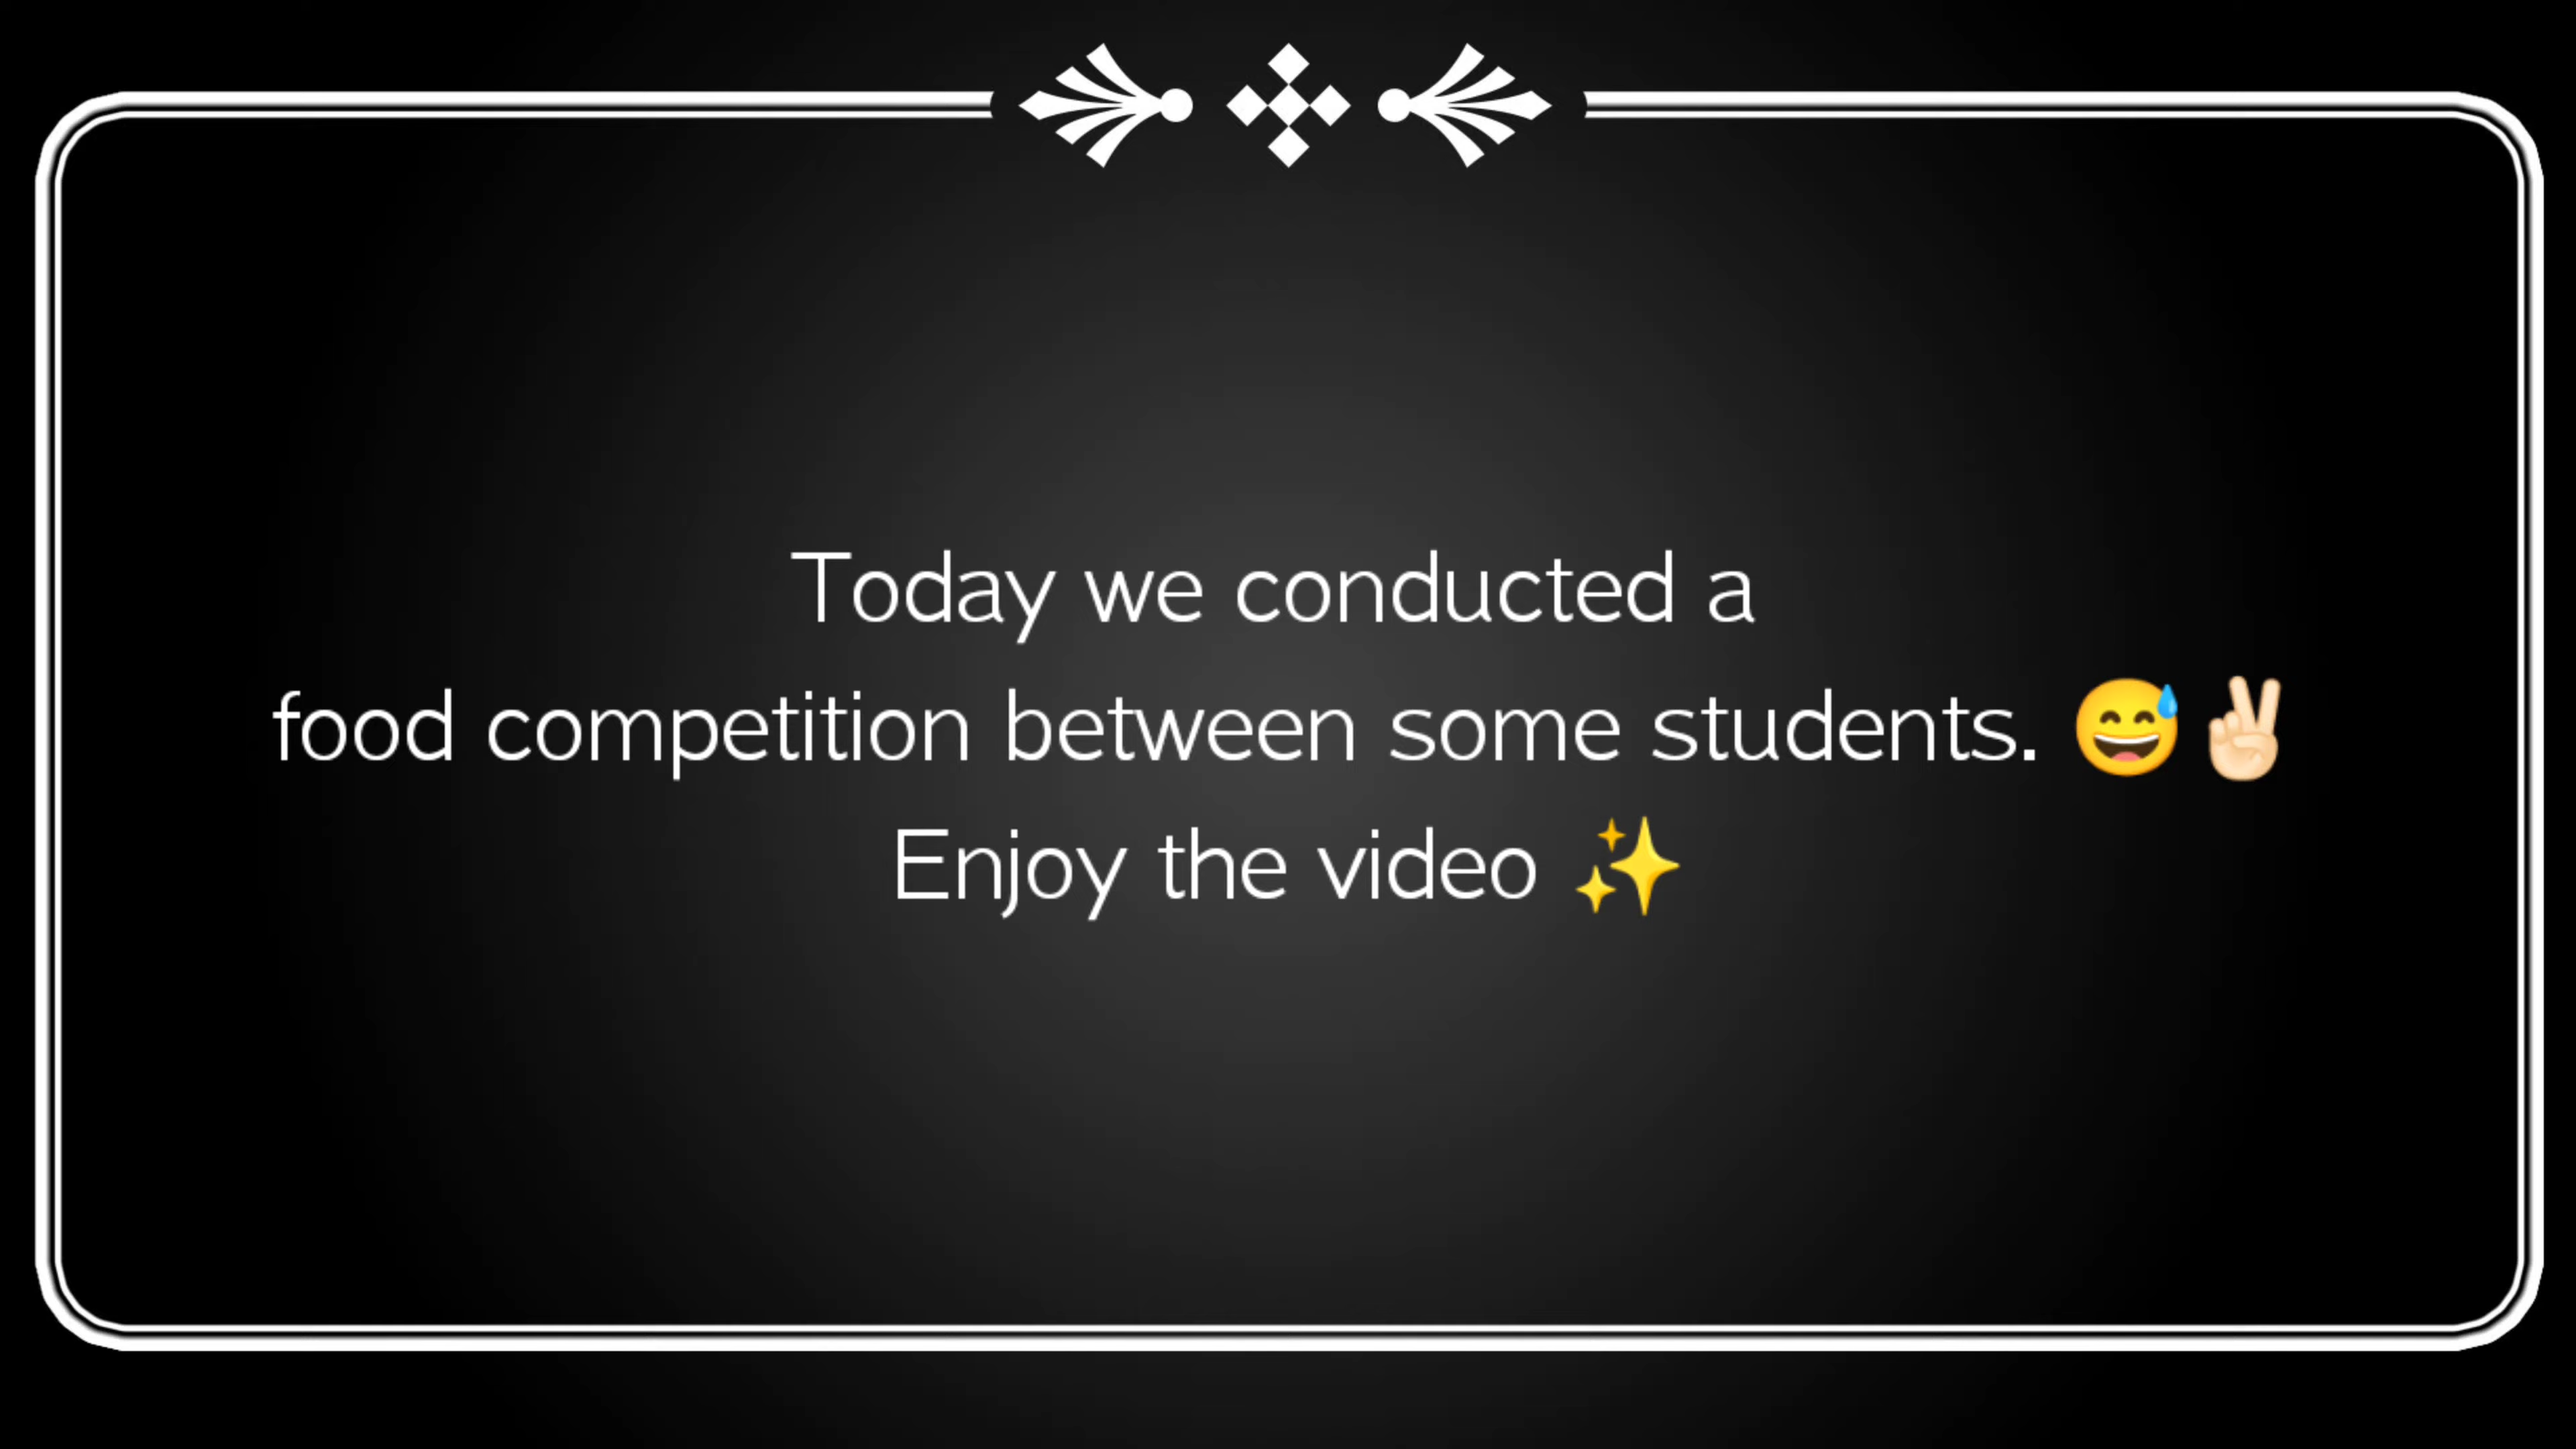 Today we conducted a
food competition between some students. 😅✌🏻
Enjoy the video ✨